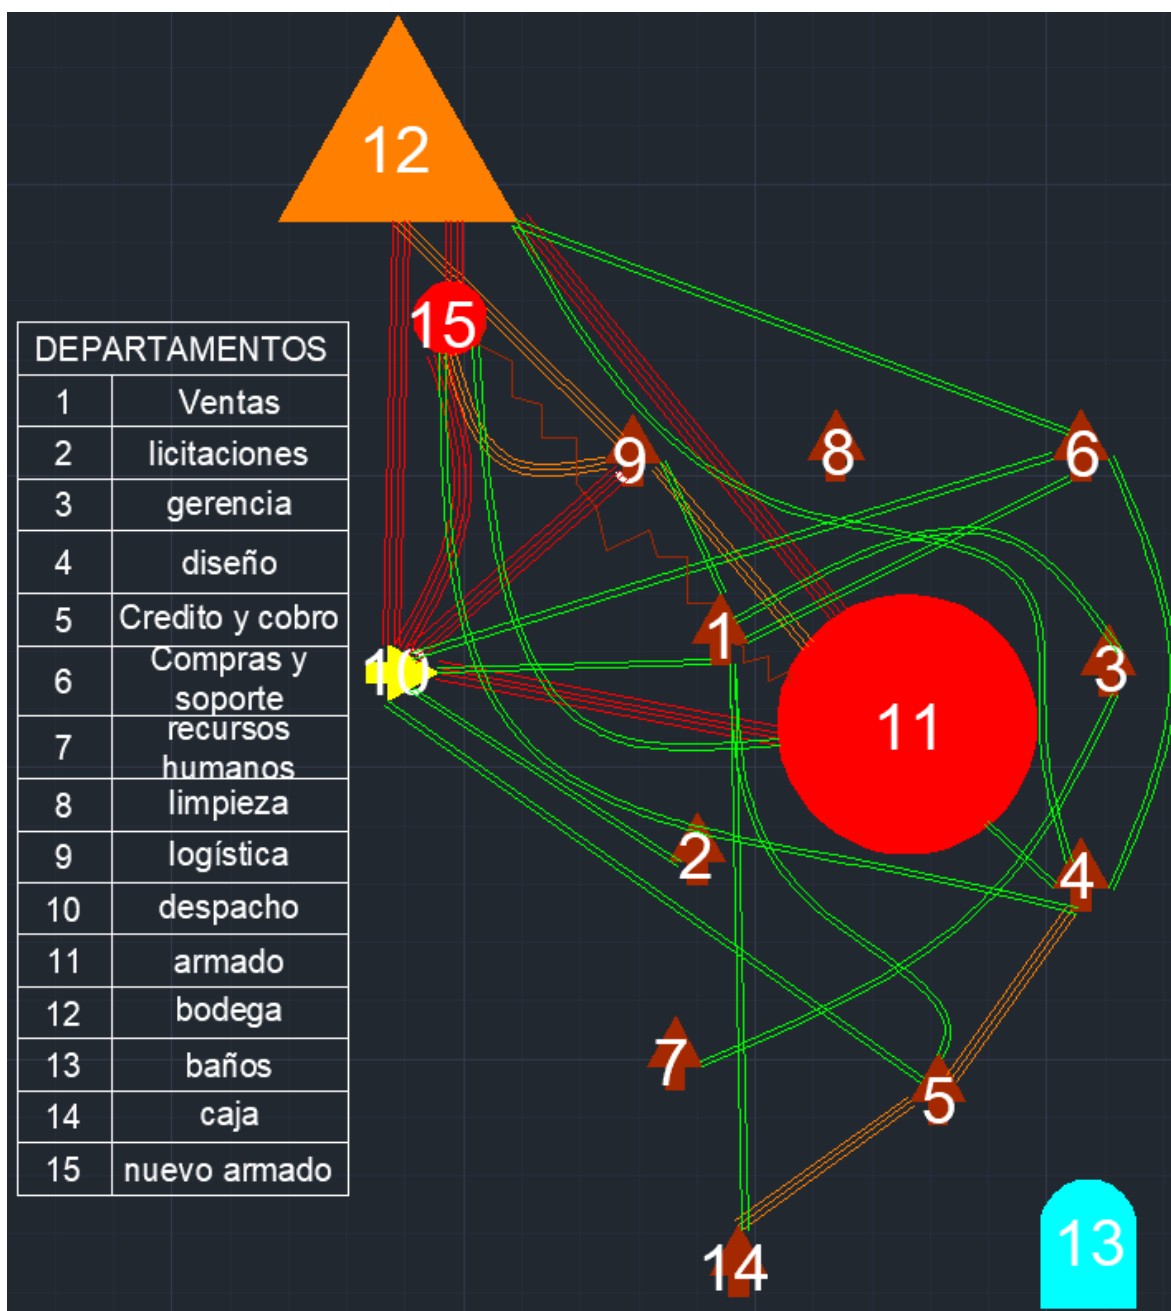 12
15
DEPARTAMENTOS
1 Ventas
2 licitaciones
3 gerencia
4 diseño
5 Credito y cobro
6 Compras y
soporte
7 recursos
humanos
8 limpieza
9 logística
10 despacho
11 armado
12 bodega
13 baños
14 caja
15 nuevo armado
9
8
6
1
3
10
11
2
4
7
5
14
13